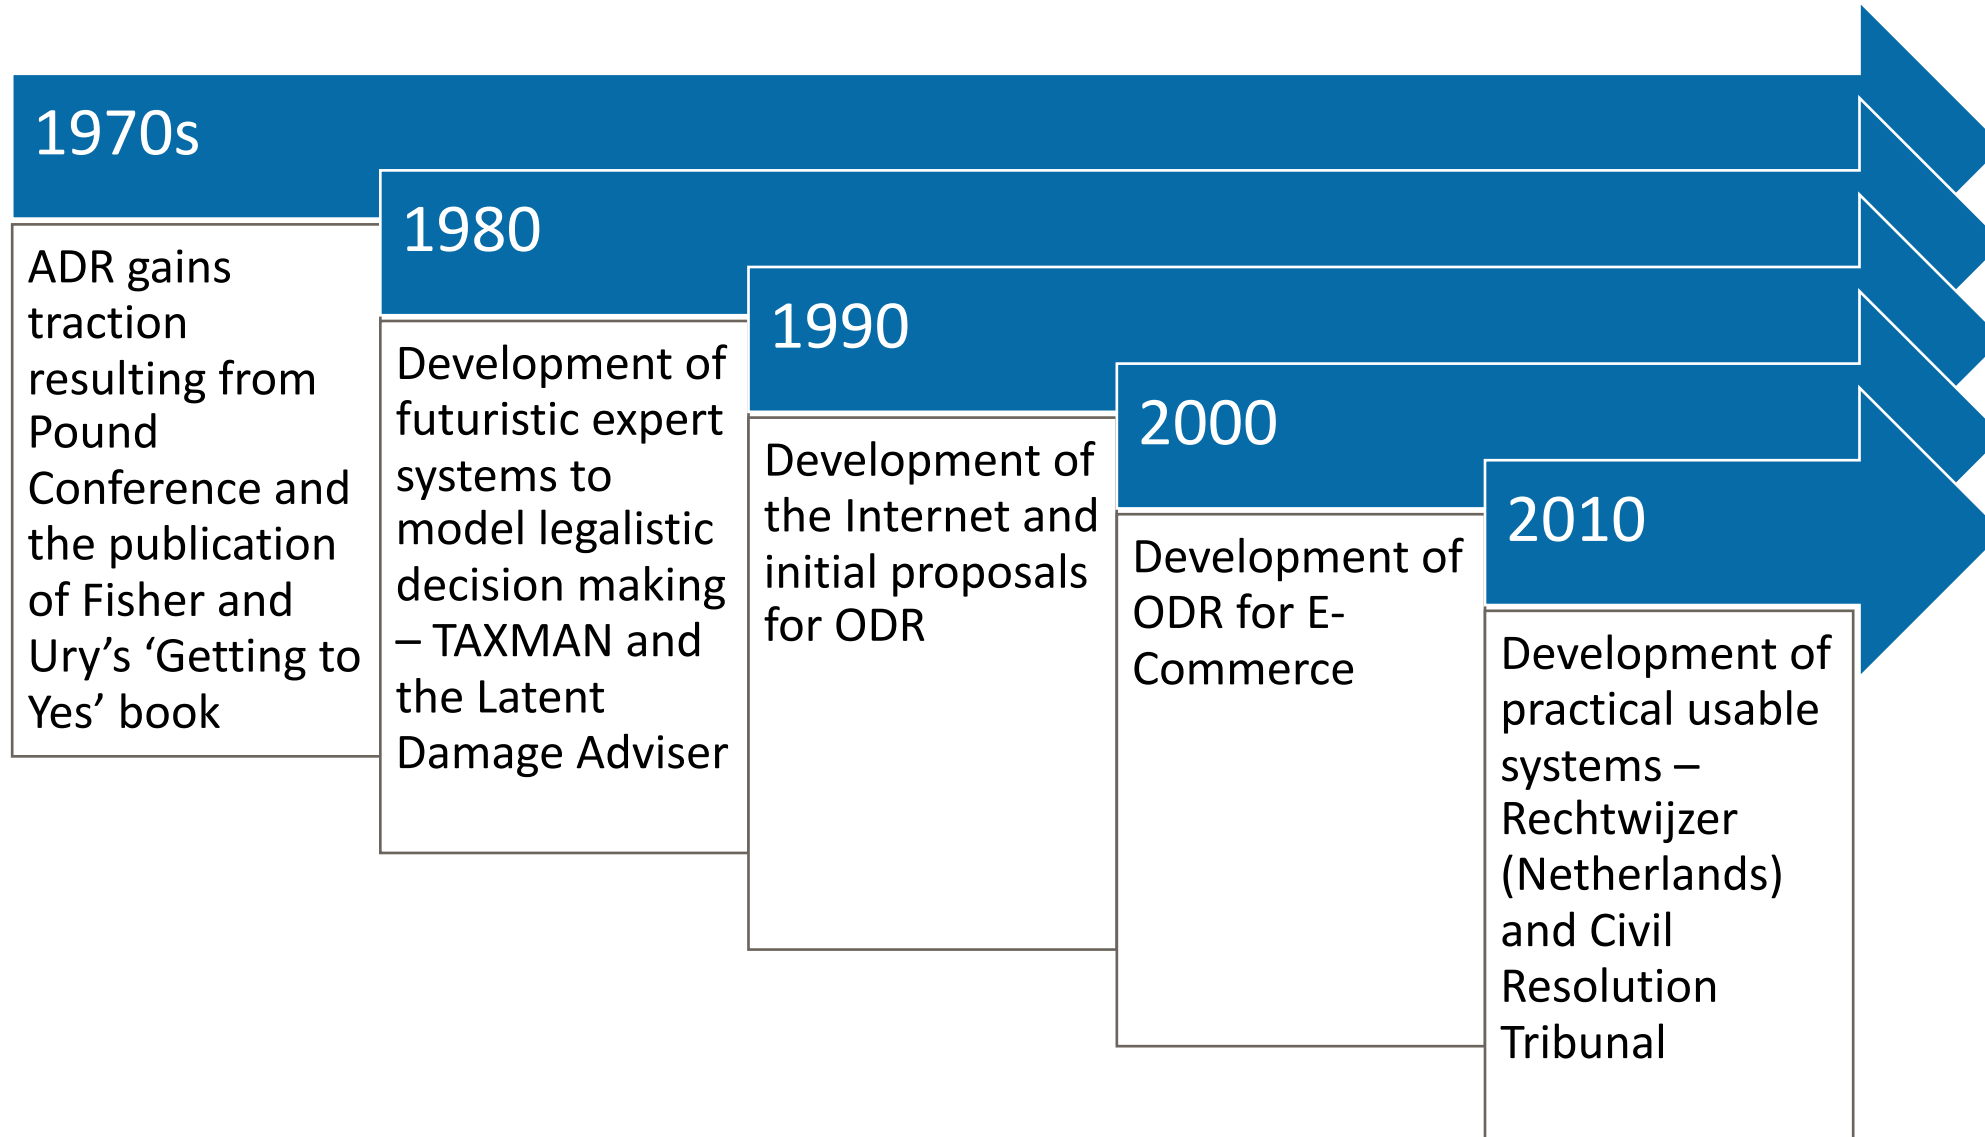 1970s
ADR gains
traction
resulting from
Pound
Conference and
the publication
of Fisher and
Ury’s ‘Getting to
Yes’ book
1980
Development of
futuristic expert
systems to
model legalistic
decision making
– TAXMAN and
the Latent
Damage Adviser
1990
Development of
the Internet and
initial proposals
for ODR
2000
Development of
ODR for E-
Commerce
2010
Development of
practical usable
systems –
Rechtwijzer
(Netherlands)
and Civil
Resolution
Tribunal